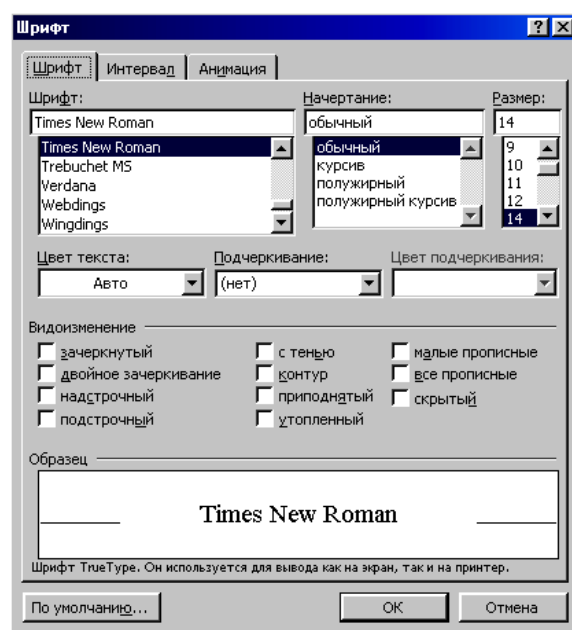 Шрифт
Шрифт Интервал Анимация
Шрифт: Начертание: Размер:
Times New Roman обычный 14
Times New Roman обычный 9
Trebuchet MS курсив 10
Verdana полужирный 11
Webdings полужирный курсив 12
Wingdings 14
Цвет текста: Подчеркивание: Цвет подчеркивания:
Авто (нет)
Видоизменение
зачеркнутый с тенью малые прописные
двойное зачеркивание контур все прописные
надстрочный приподнятый скрытый
подстрочный утопленный
Образец
Times New Roman
Шрифт TrueType. Он используется для вывода как на экран, так и на принтер.
По умолчанию... ОК Отмена